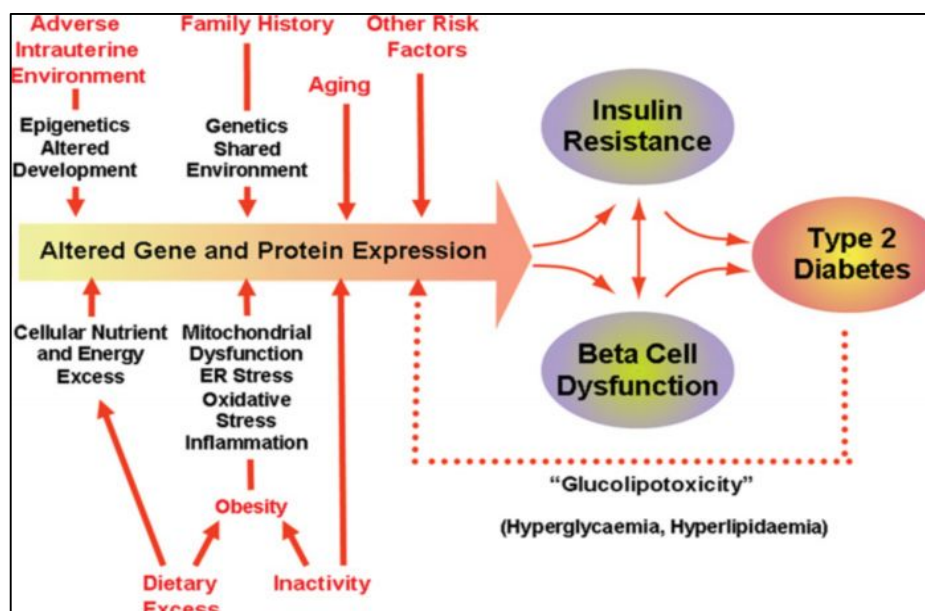 Adverse
Intrauterine
Environment
Family History
Other Risk
Factors
Aging
Epigenetics
Altered
Development
Genetics
Shared
Environment
Insulin
Resistance
Altered Gene and Protein Expression
Type 2
Diabetes
Cellular Nutrient
and Energy
Excess
Mitochondrial
Dysfunction
ER Stress
Oxidative
Stress
Inflammation
Beta Cell
Dysfunction
“Glucolipotoxicity”
(Hyperglycaemia, Hyperlipidaemia)
Obesity
Dietary
Excess
Inactivity